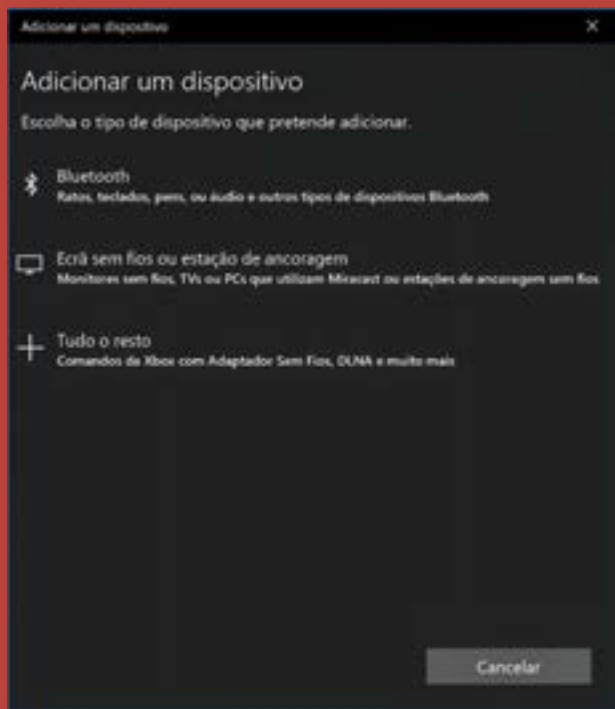 Adicionar um dispositivo
Adicionar um dispositivo
Escolha o tipo de dispositivo que pretende adicionar.
Bluetooth
Ratos, teclados, pens, ou áudio e outros tipos de dispositivos Bluetooth
Ecrã sem fios ou estação de ancoragem
Monitores sem fios, TVs ou PCs que utilizam Miracast ou estações de ancoragem sem fios
Tudo o resto
Comandos da Xbox com Adaptador Sem Fios, DLNA e muito mais
Cancelar